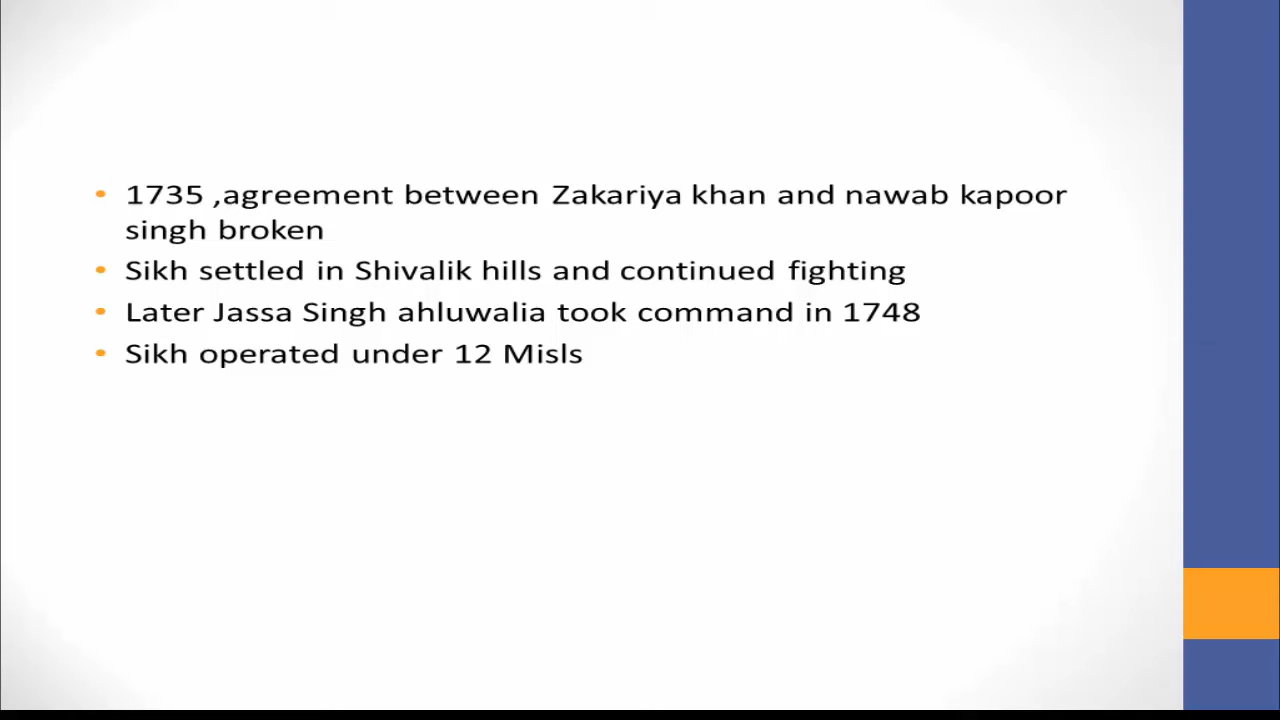 • 1735 ,agreement between Zakariya khan and nawab kapoor
singh broken
• Sikh settled in Shivalik hills and continued fighting
• Later Jassa Singh ahluwalia took command in 1748
• Sikh operated under 12 Misls